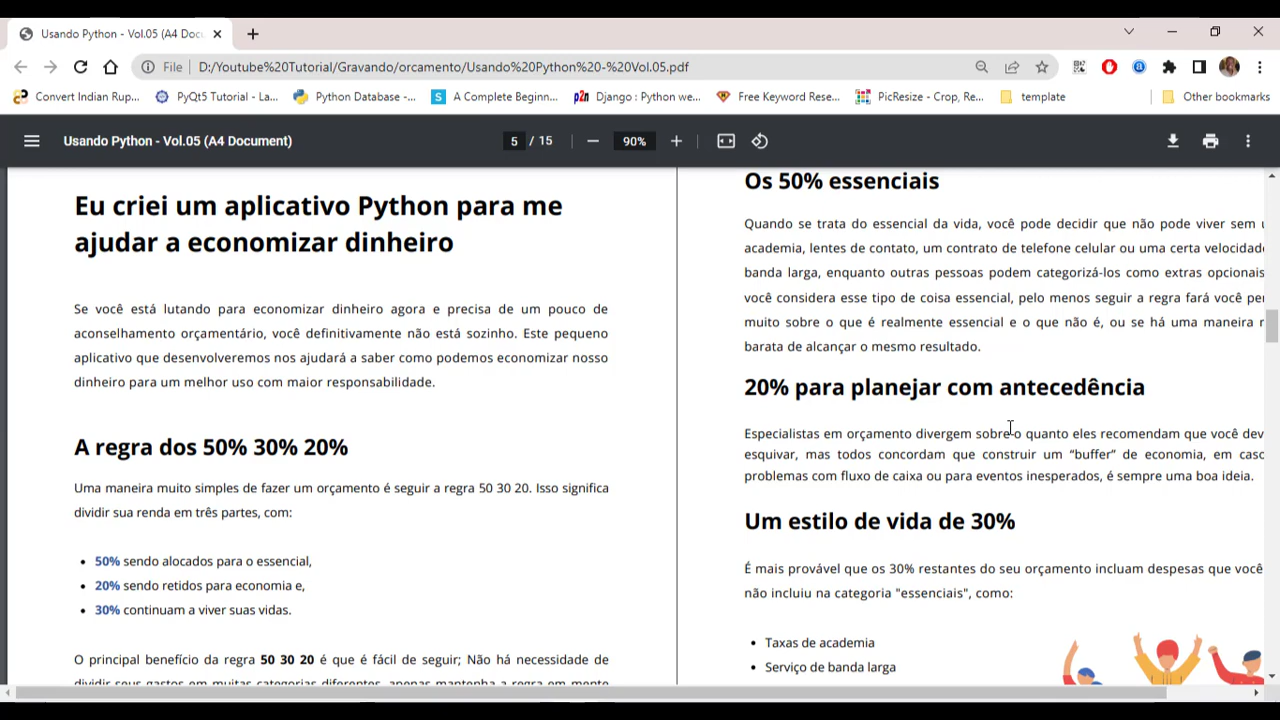 Usando Python - Vol.05 (A4 Docu
File D:/Youtube%20Tutorial/Gravando/orcamento/Usando%20Python%20-%20Vol.05.pdf
Convert Indian Rup... PyQt5 Tutorial - La... Python Database -... A Complete Beginn... Django : Python we... Free Keyword Rese... PicResize - Crop, Re... template Other bookmarks
Usando Python - Vol.05 (A4 Document) 5 / 15 90%
Eu criei um aplicativo Python para me
ajudar a economizar dinheiro
Se você está lutando para economizar dinheiro agora e precisa de um pouco de
aconselhamento orçamentário, você definitivamente não está sozinho. Este pequeno
aplicativo que desenvolveremos nos ajudará a saber como podemos economizar nosso
dinheiro para um melhor uso com maior responsabilidade.
A regra dos 50% 30% 20%
Uma maneira muito simples de fazer um orçamento é seguir a regra 50 30 20. Isso significa
dividir sua renda em três partes, com:
• 50% sendo alocados para o essencial,
• 20% sendo retidos para economia e,
• 30% continuam a viver suas vidas.
O principal benefício da regra 50 30 20 é que é fácil de seguir; Não há necessidade de
dividir seus gastos em muitas categorias diferentes, apenas mantenha a regra em mente
Os 50% essenciais
Quando se trata do essencial da vida, você pode decidir que não pode viver sem
academia, lentes de contato, um contrato de telefone celular ou uma certa velocidad
banda larga, enquanto outras pessoas podem categorizá-los como extras opcionais
você considera esse tipo de coisa essencial, pelo menos seguir a regra fará você pe
muito sobre o que é realmente essencial e o que não é, ou se há uma maneira
barata de alcançar o mesmo resultado.
20% para planejar com antecedência
Especialistas em orçamento divergem sobre o quanto eles recomendam que você dev
esquivar, mas todos concordam que construir um “buffer” de economia, em caso
problemas com fluxo de caixa ou para eventos inesperados, é sempre uma boa ideia.
Um estilo de vida de 30%
É mais provável que os 30% restantes do seu orçamento incluam despesas que você
não incluiu na categoria "essenciais", como:
• Taxas de academia
• Serviço de banda larga